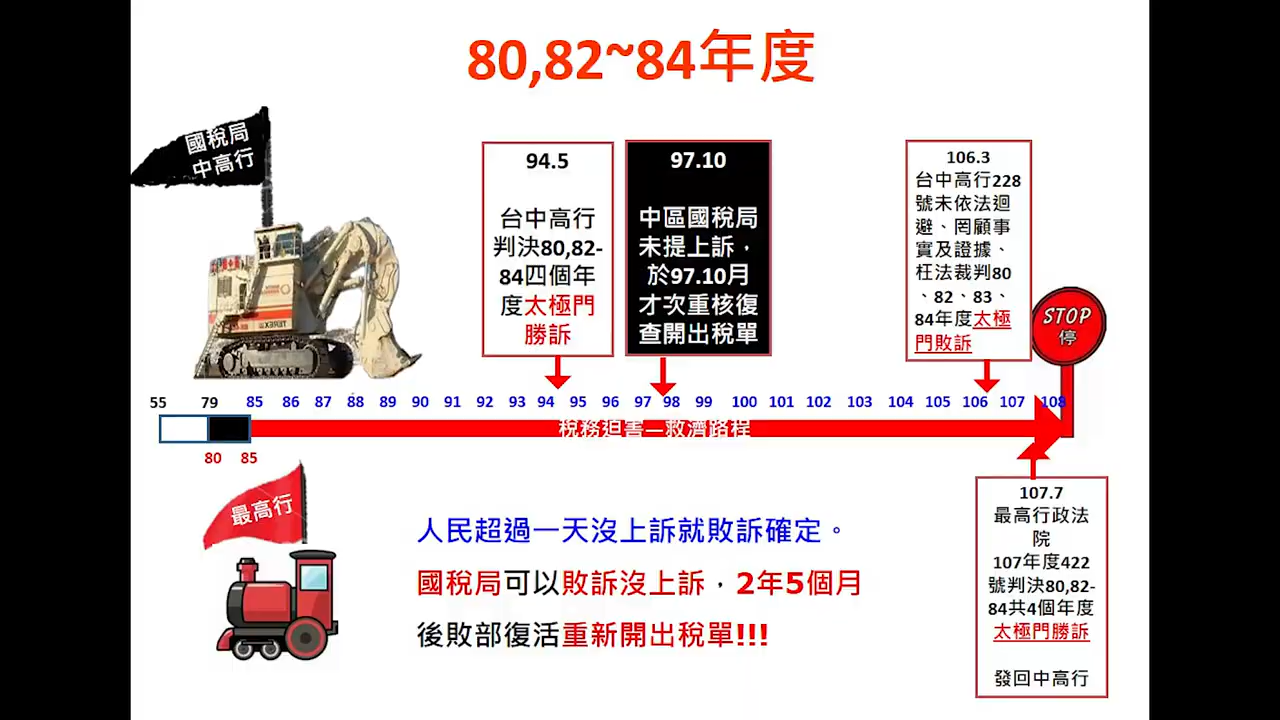 80,82~84年度
國稅局
中高行
94.5
台中高行
判決80,82-
84四個年
度太極門
勝訴
97.10
中區國稅局
未提上訴，
於97.10月
才次重核復
查開出稅單
106.3
台中高行228
號未依法迴
避、罔顧事
實及證據、
枉法裁判80
、82、83、
84年度太極
門敗訴
STOP
停
55 79 85 86 87 88 89 90 91 92 93 94 95 96 97 98 99 100 101 102 103 104 105 106 107 108
稅務迫害—救濟路程
80 85
最高行
人民超過一天沒上訴就敗訴確定。
國稅局可以敗訴沒上訴，2年5個月
後敗部復活重新開出稅單!!!
107.7
最高行政法
院
107年度422
號判決80,82-
84共4個年度
太極門勝訴
發回中高行